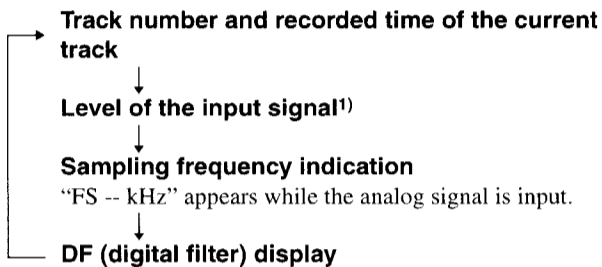 Track number and recorded time of the current
track
Level of the input signal1)
Sampling frequency indication
“FS -- kHz” appears while the analog signal is input.
DF (digital filter) display